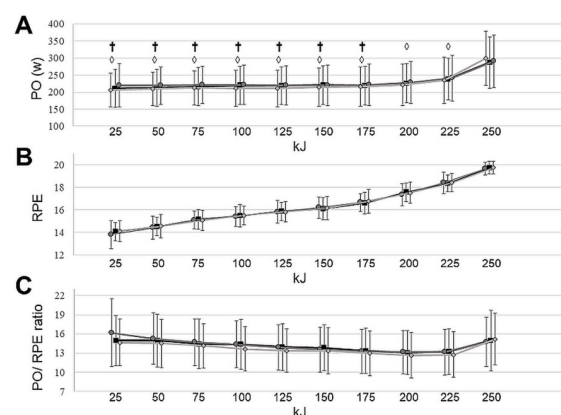 A
PO (w)
400
350
300
250
200
150
100
† † † † † † †
◊ ◊ ◊ ◊ ◊ ◊ ◊ ◊ ◊
25 50 75 100 125 150 175 200 225 250
kJ
B
RPE
20
18
16
14
12
25 50 75 100 125 150 175 200 225 250
kJ
C
PO/ RPE ratio
22
19
16
13
10
7
25 50 75 100 125 150 175 200 225 250
kJ